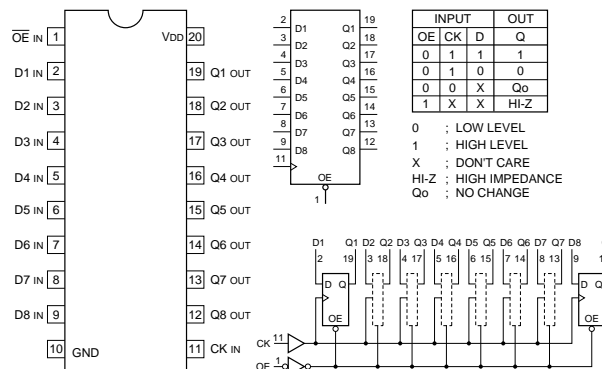 OE IN 1
VDD 20
D1 IN 2
19 Q1 OUT
D2 IN 3
18 Q2 OUT
D3 IN 4
17 Q3 OUT
D4 IN 5
16 Q4 OUT
D5 IN 6
15 Q5 OUT
D6 IN 7
14 Q6 OUT
D7 IN 8
13 Q7 OUT
D8 IN 9
12 Q8 OUT
10 GND
11 CK IN
2 D1 Q1 19
3 D2 Q2 18
4 D3 Q3 17
5 D4 Q4 16
6 D5 Q5 15
7 D6 Q6 14
8 D7 Q7 13
9 D8 Q8 12
11
OE
1
INPUT OUT
OE CK D Q
0 1 1 1
0 1 0 0
0 0 X Qo
1 X X HI-Z
0 ; LOW LEVEL
1 ; HIGH LEVEL
X ; DON'T CARE
HI-Z ; HIGH IMPEDANCE
Qo ; NO CHANGE
D1 Q1 D2 Q2 D3 Q3 D4 Q4 D5 Q5 D6 Q6 D7 Q7 D8
2 19 3 18 4 17 5 16 6 15 7 14 8 13 9
D Q
D Q
OE
OE
CK 11
OE 1